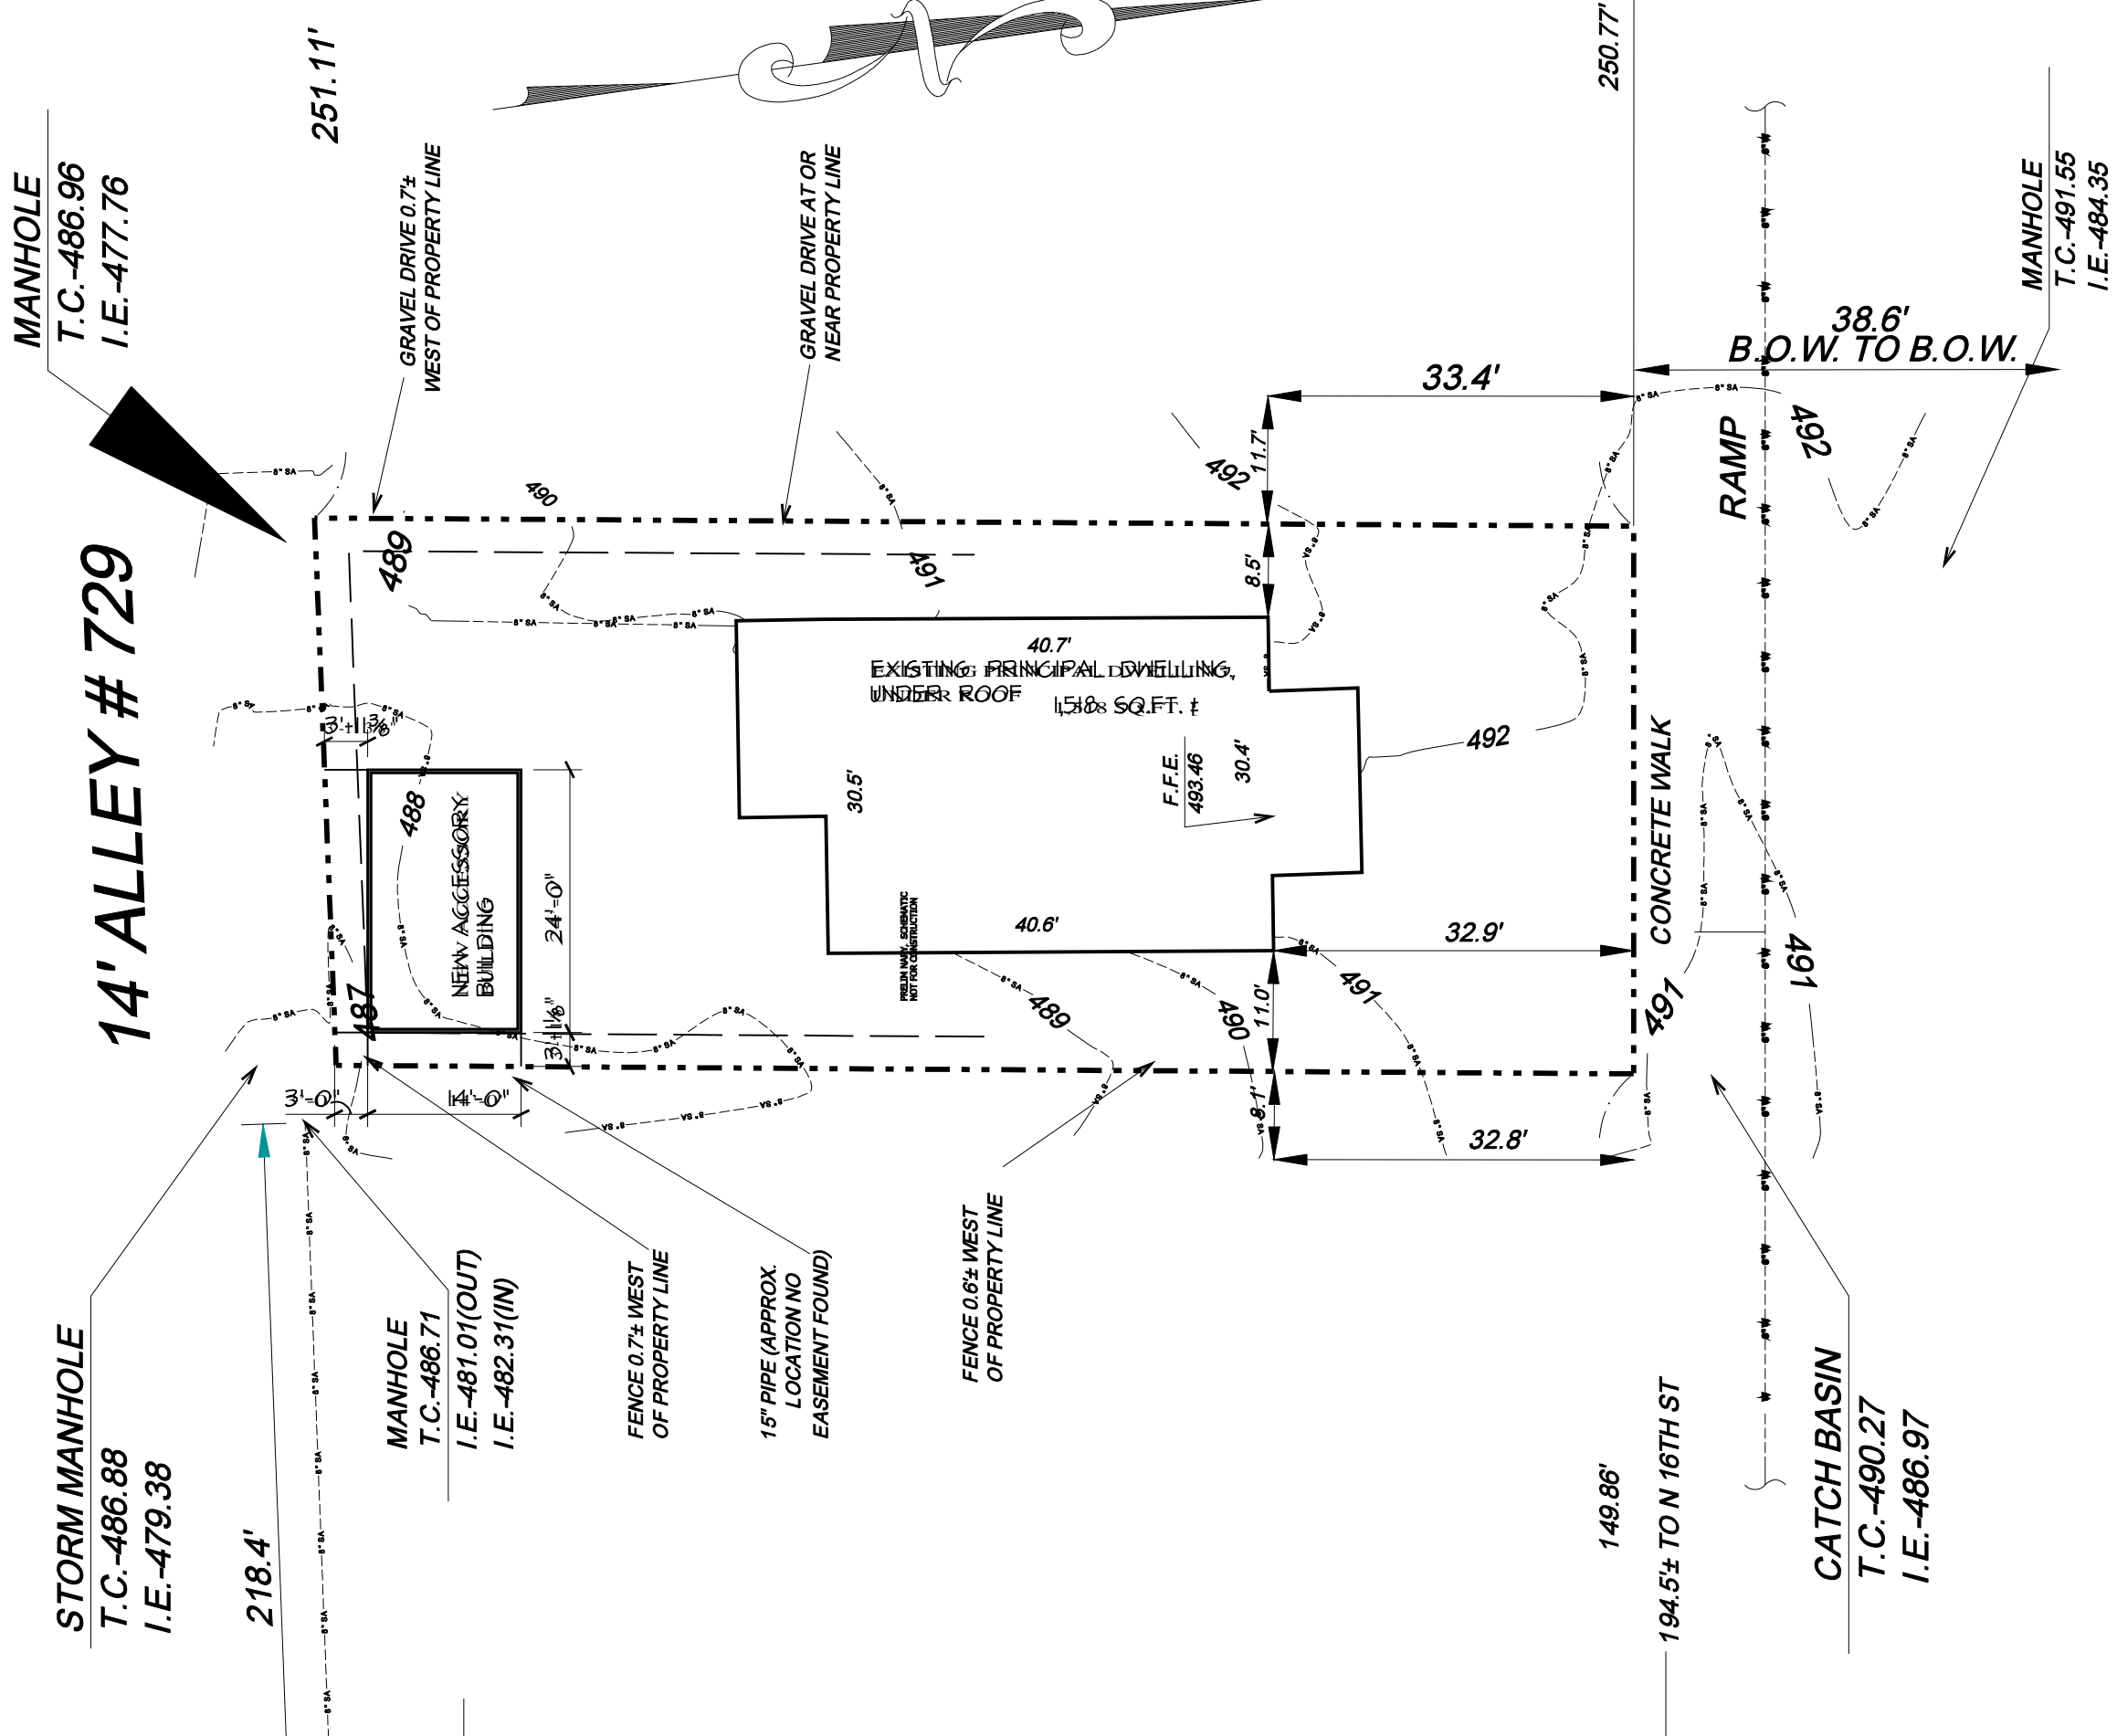 MANHOLE
T.C.-486.96
I.E.-477.76
251.11'
14' ALLEY # 729
GRAVEL DRIVE 0.7'±
WEST OF PROPERTY LINE
GRAVEL DRIVE AT OR
NEAR PROPERTY LINE
250.77'
MANHOLE
T.C.-491.55
I.E.-484.35
38.6'
B.O.W. TO B.O.W.
33.4'
11.7'
8.5'
RAMP
492
492
490
489
491
40.7'
EXISTING PRINCIPAL DWELLING,
UNDER ROOF 1,518 SQ.FT. ±
30.5'
F.F.E.
493.46
30.4'
492
CONCRETE WALK
3'-11⅜"
488
NEW ACCESSORY
BUILDING
24'-0"
PRELIMINARY, SCHEMATIC
NOT FOR CONSTRUCTION
40.6'
32.9'
487
489
490
11.0'
491
491
491
3'-0"
14'-0"
8.1'
32.8'
STORM MANHOLE
T.C.-486.88
I.E.-479.38
218.4'
MANHOLE
T.C.-486.71
I.E.-481.01(OUT)
I.E.-482.31(IN)
FENCE 0.7'± WEST
OF PROPERTY LINE
15" PIPE (APPROX.
LOCATION NO
EASEMENT FOUND)
FENCE 0.6'± WEST
OF PROPERTY LINE
149.86'
194.5'± TO N 16TH ST
CATCH BASIN
T.C.-490.27
I.E.-486.97
8" SA